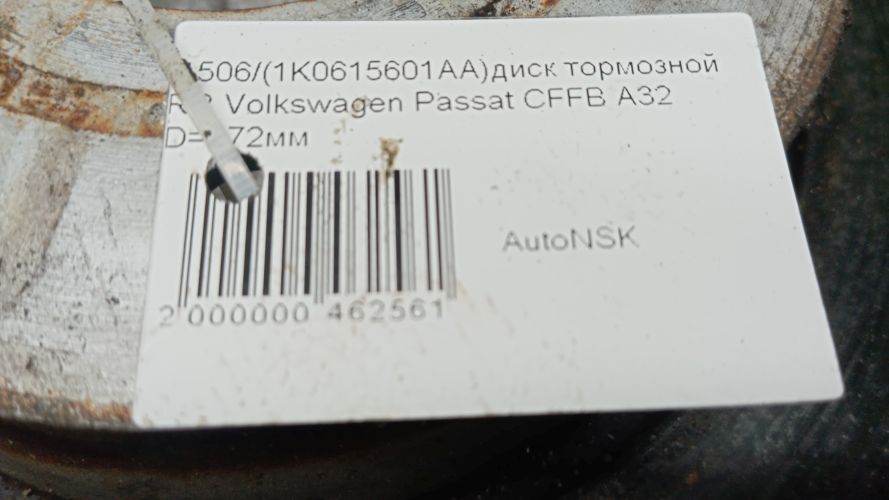 506/(1K0615601AA)диск тормозной
Volkswagen Passat CFFB A32
72мм
AutoNSK
2 000000 462561